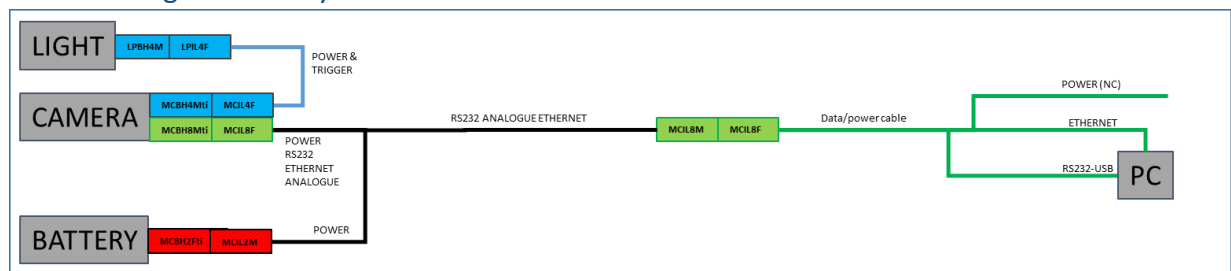 LIGHT
LPBH4M
LPIL4F
POWER &
TRIGGER
CAMERA
MCBH4Mti
MCIL4F
MCBH8Mti
MCIL8F
POWER
RS232
ETHERNET
ANALOGUE
RS232 ANALOGUE ETHERNET
MCIL8M
MCIL8F
Data/power cable
POWER (NC)
ETHERNET
RS232-USB
PC
BATTERY
MCBH2Fti
MCIL2M
POWER